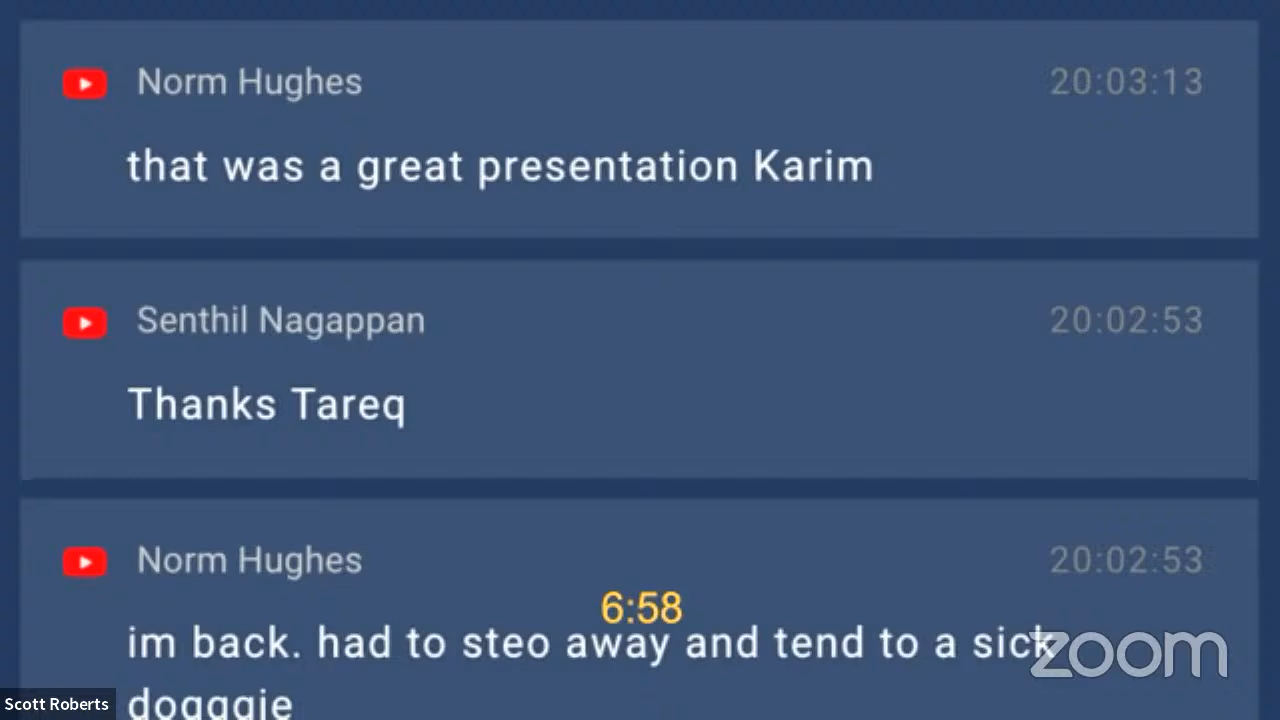 Norm Hughes 20:03:13
that was a great presentation Karim
Senthil Nagappan 20:02:53
Thanks Tareq
Norm Hughes 20:02:53
6:58
im back. had to steo away and tend to a sick
zoom
dogggie
Scott Roberts